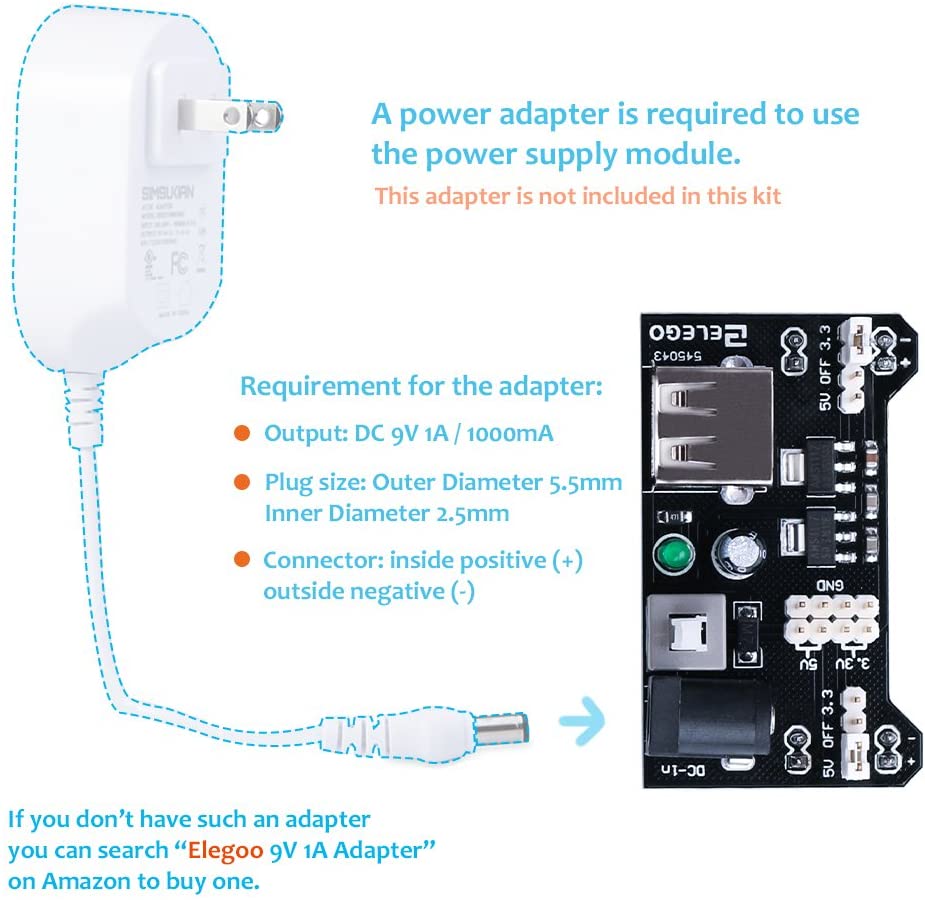 A power adapter is required to use
the power supply module.
This adapter is not included in this kit
SIMSUKIAN
Requirement for the adapter:
Output: DC 9V 1A / 1000mA
Plug size: Outer Diameter 5.5mm
Inner Diameter 2.5mm
Connector: inside positive (+)
outside negative (-)
ELEGO
545043
5V OFF 3.3
- +
GND
5V 3.3V
5V OFF 3.3
- +
DC-In
If you don’t have such an adapter
you can search “Elegoo 9V 1A Adapter”
on Amazon to buy one.